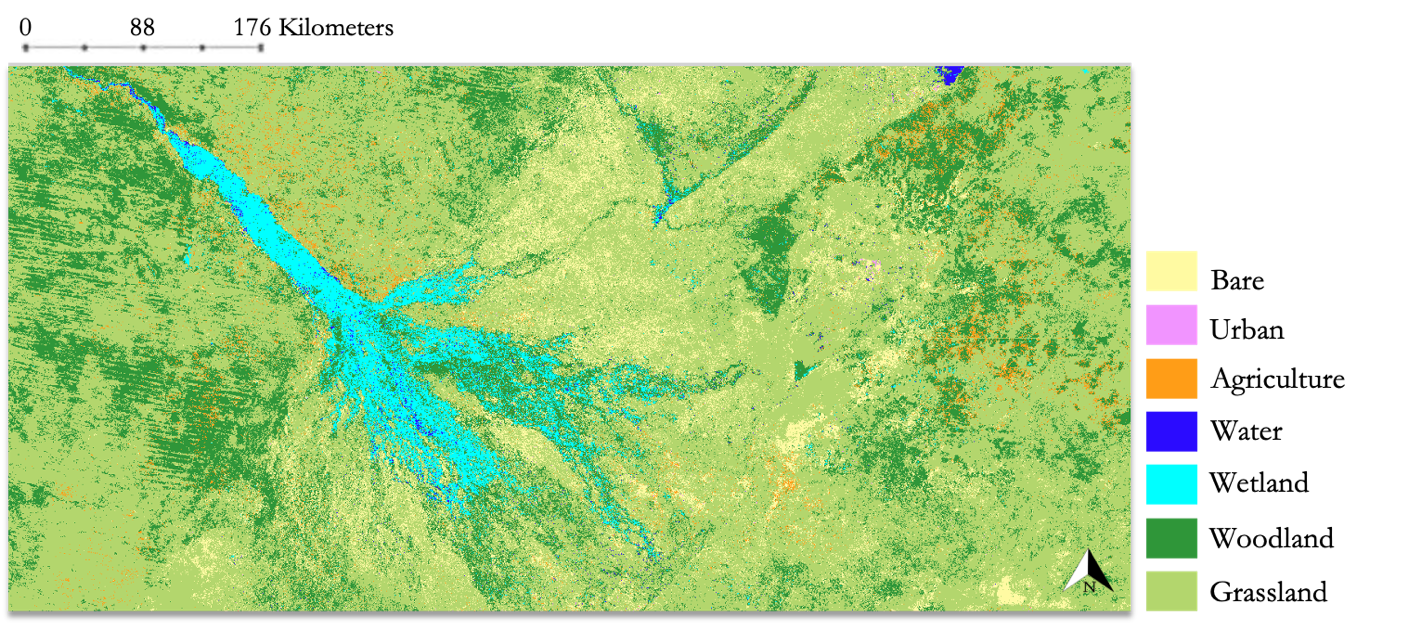 0 88 176 Kilometers
Bare
Urban
Agriculture
Water
Wetland
Woodland
N
Grassland